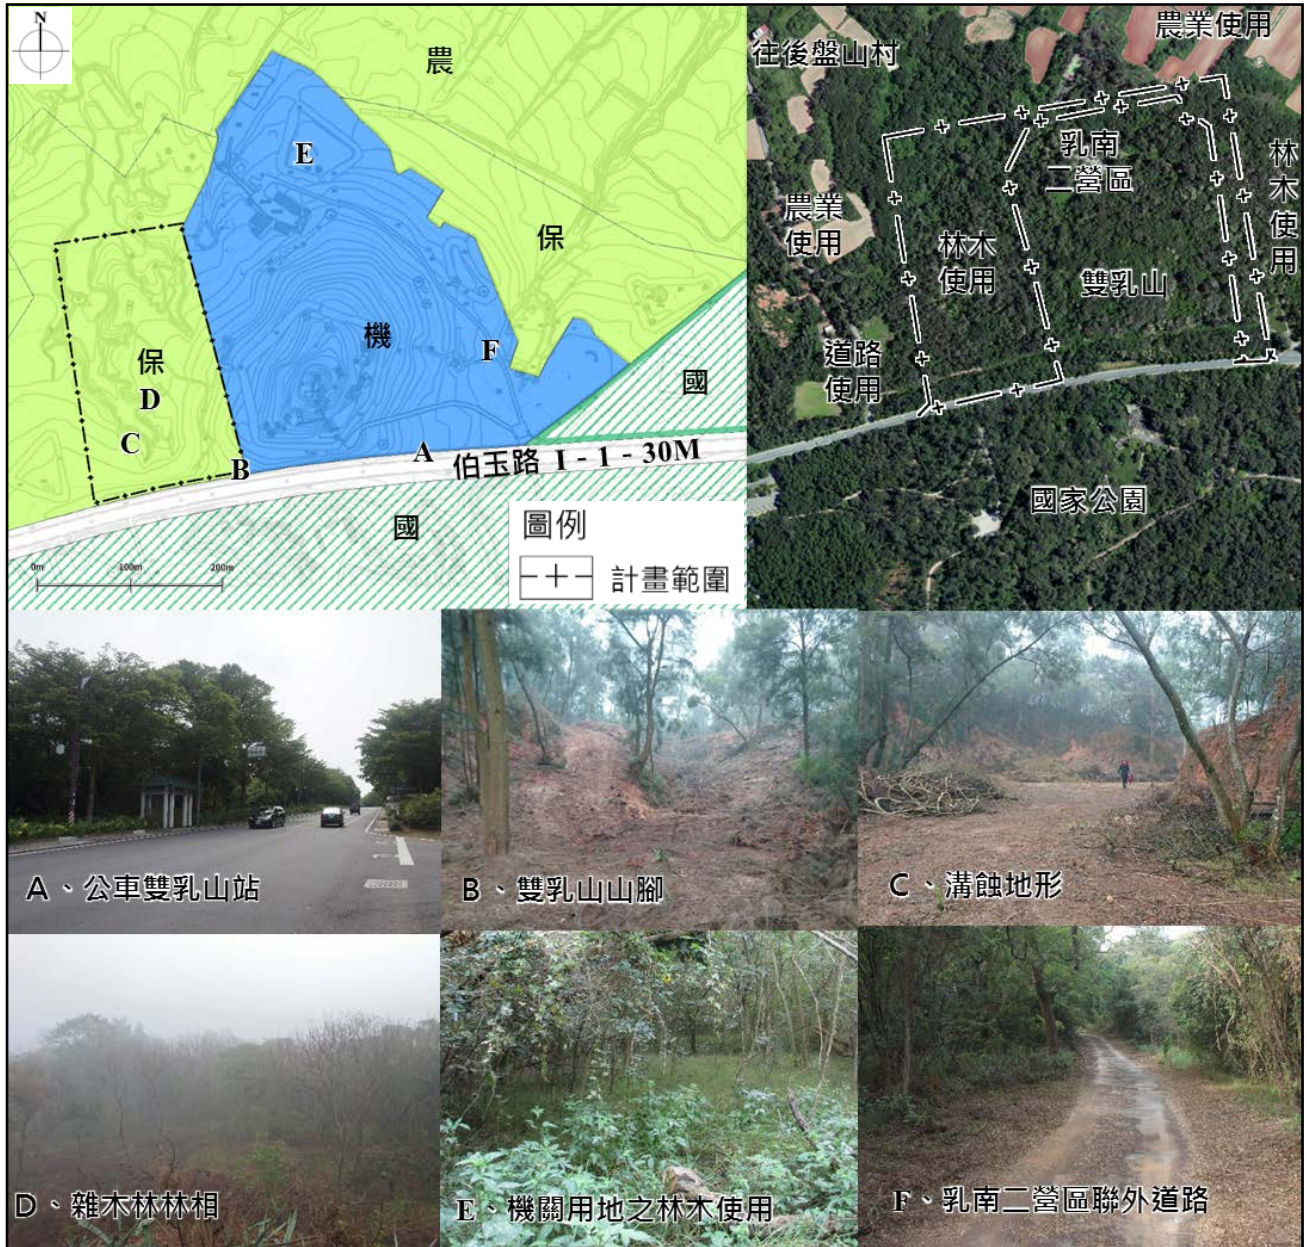 N
農
E
保
機
F
保
D
C
B
A
國
伯玉路 I - 1 - 30M
國
0m 100m 200m
圖例
計畫範圍
農業使用
往後盤山村
乳南
二營區
林木使用
農業
使用
林木
使用
雙乳山
道路
使用
國家公園
A、公車雙乳山站
B、雙乳山山腳
C、溝蝕地形
D、雜木林林相
E、機關用地之林木使用
F、乳南二營區聯外道路